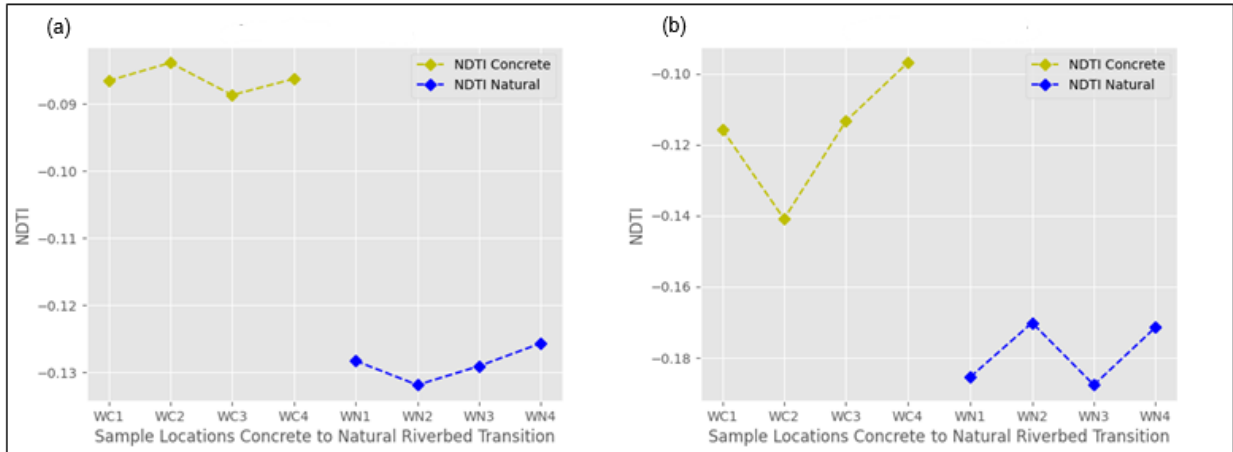 (a)
NDTI Concrete
NDTI Natural
−0.09
−0.10
−0.11
−0.12
−0.13
NDTI
WC1 WC2 WC3 WC4 WN1 WN2 WN3 WN4
Sample Locations Concrete to Natural Riverbed Transition
(b)
NDTI Concrete
NDTI Natural
−0.10
−0.12
−0.14
−0.16
−0.18
NDTI
WC1 WC2 WC3 WC4 WN1 WN2 WN3 WN4
Sample Locations Concrete to Natural Riverbed Transition